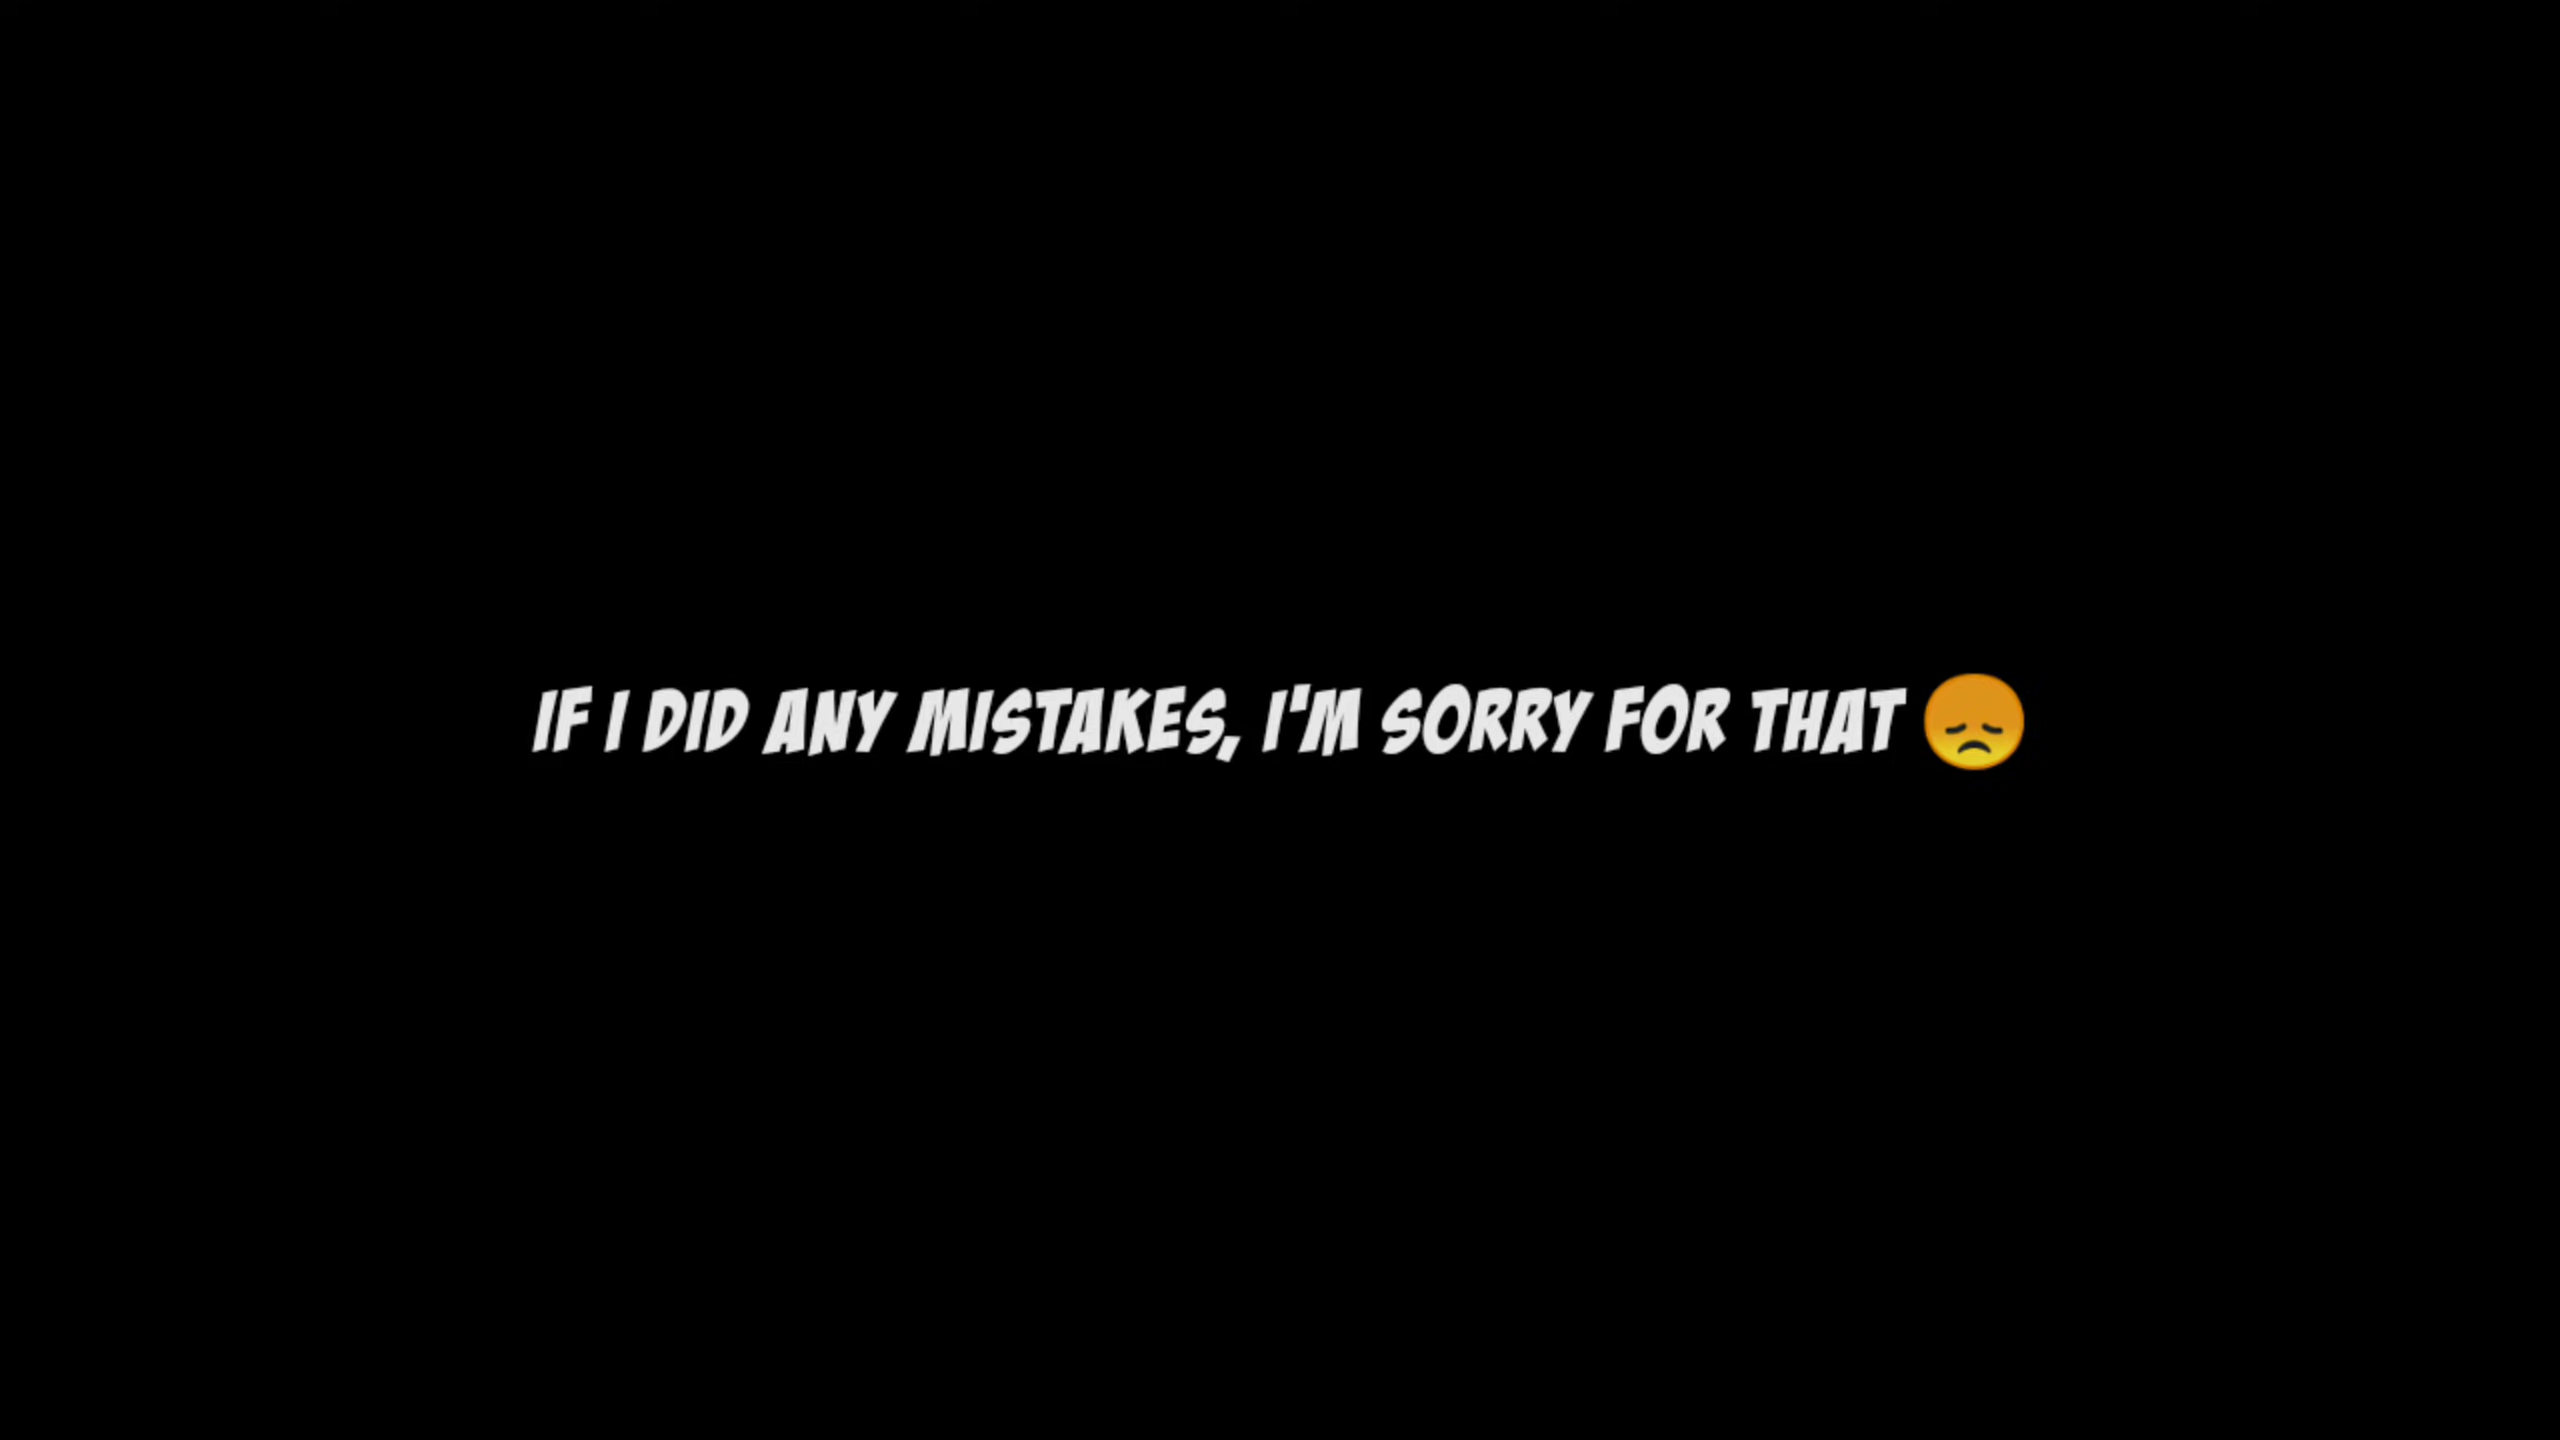 IF I DID ANY MISTAKES, I'M SORRY FOR THAT 😞